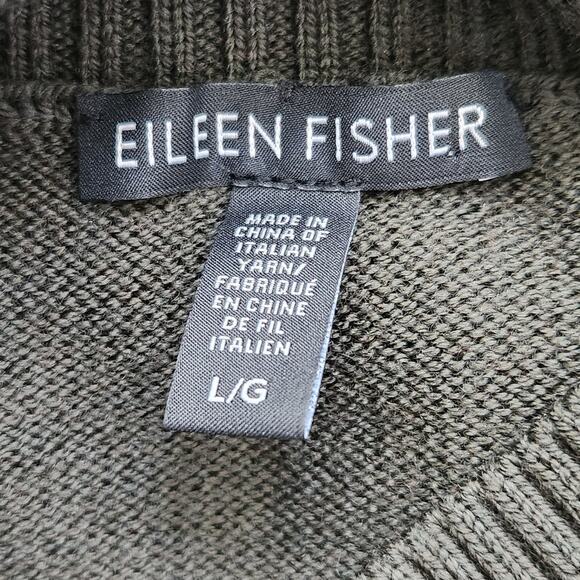 EILEEN FISHER
MADE IN
CHINA OF
ITALIAN
YARN/
FABRIQUÉ
EN CHINE
DE FIL
ITALIEN
L/G